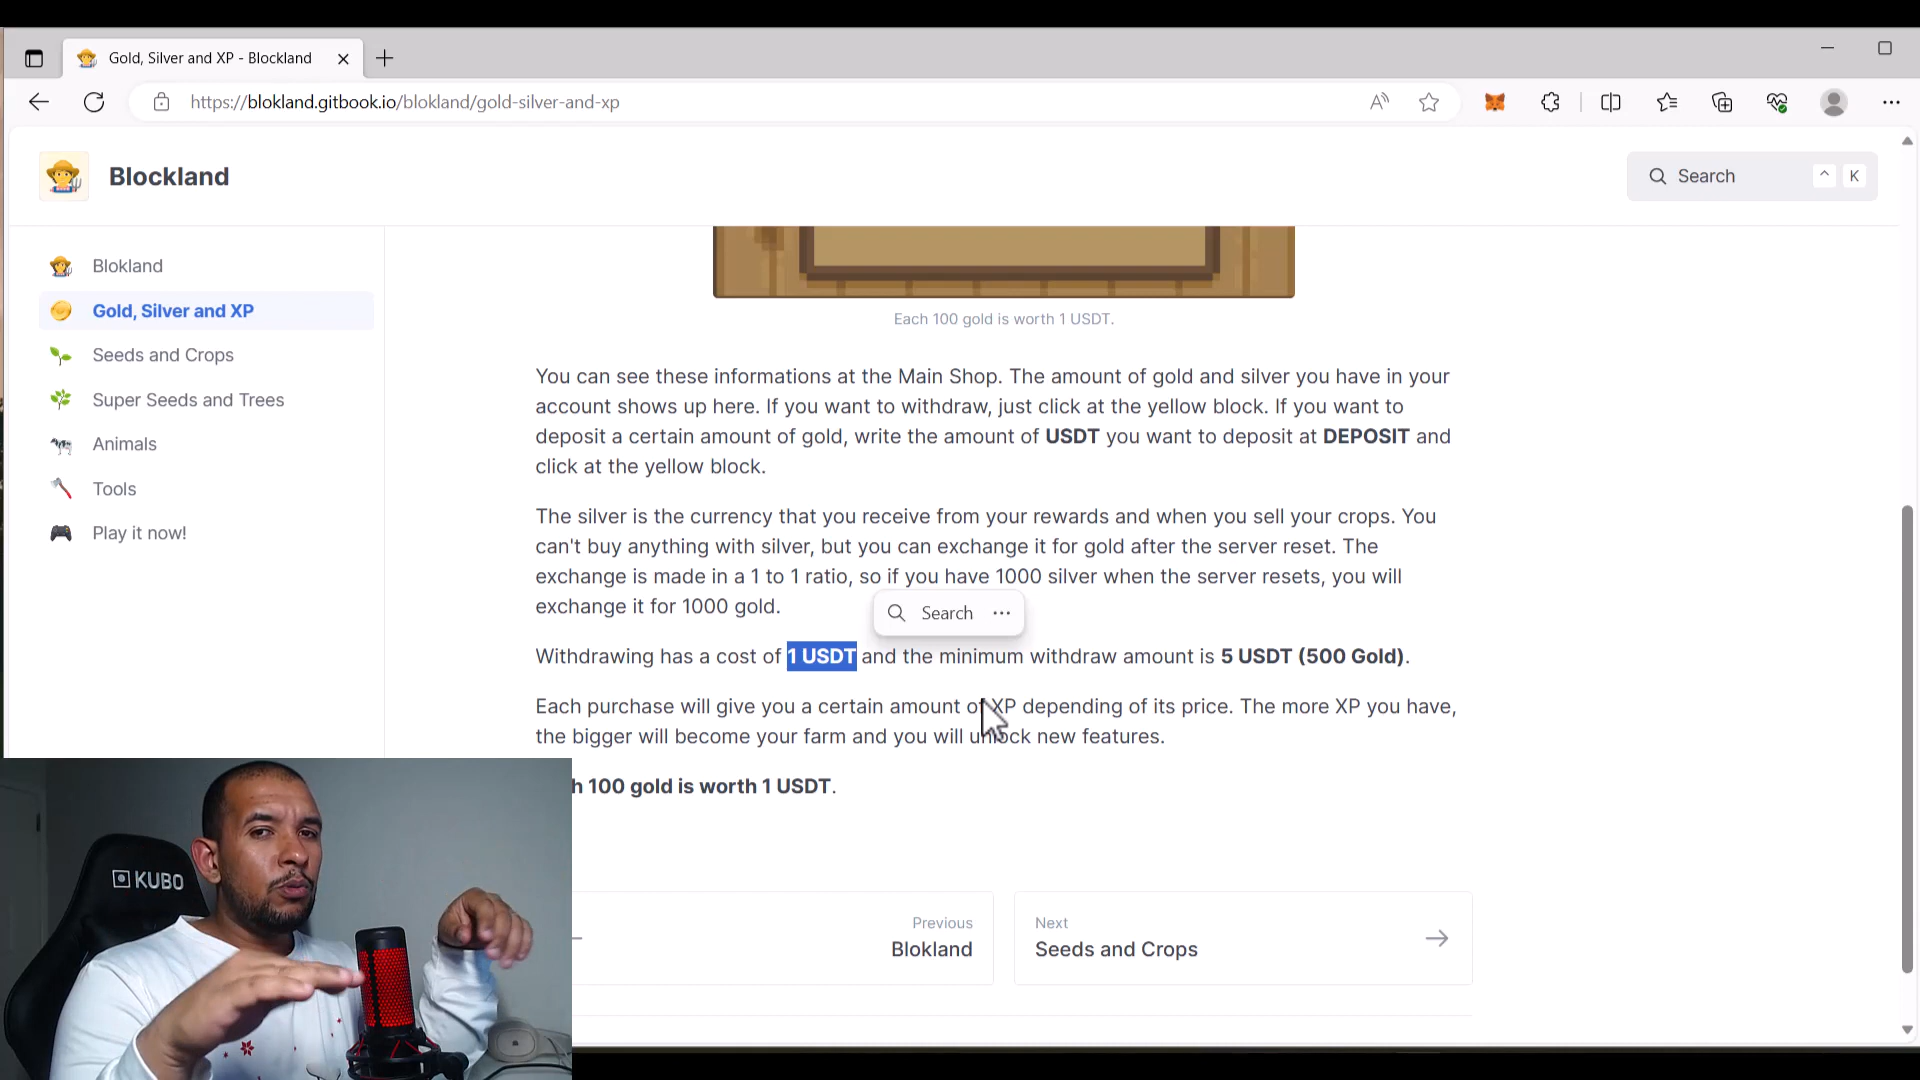 Gold, Silver and XP - Blockland
https://blokland.gitbook.io/blokland/gold-silver-and-xp
Blockland
Search
^ K
Blokland
Gold, Silver and XP
Seeds and Crops
Super Seeds and Trees
Animals
Tools
Play it now!
Each 100 gold is worth 1 USDT.
You can see these informations at the Main Shop. The amount of gold and silver you have in your
account shows up here. If you want to withdraw, just click at the yellow block. If you want to
deposit a certain amount of gold, write the amount of USDT you want to deposit at DEPOSIT and
click at the yellow block.
The silver is the currency that you receive from your rewards and when you sell your crops. You
can't buy anything with silver, but you can exchange it for gold after the server reset. The
exchange is made in a 1 to 1 ratio, so if you have 1000 silver when the server resets, you will
exchange it for 1000 gold.
Search
Withdrawing has a cost of 1 USDT and the minimum withdraw amount is 5 USDT (500 Gold).
Each purchase will give you a certain amount of XP depending of its price. The more XP you have,
the bigger will become your farm and you will unlock new features.
h 100 gold is worth 1 USDT.
Previous
Blokland
Next
Seeds and Crops
KUBO